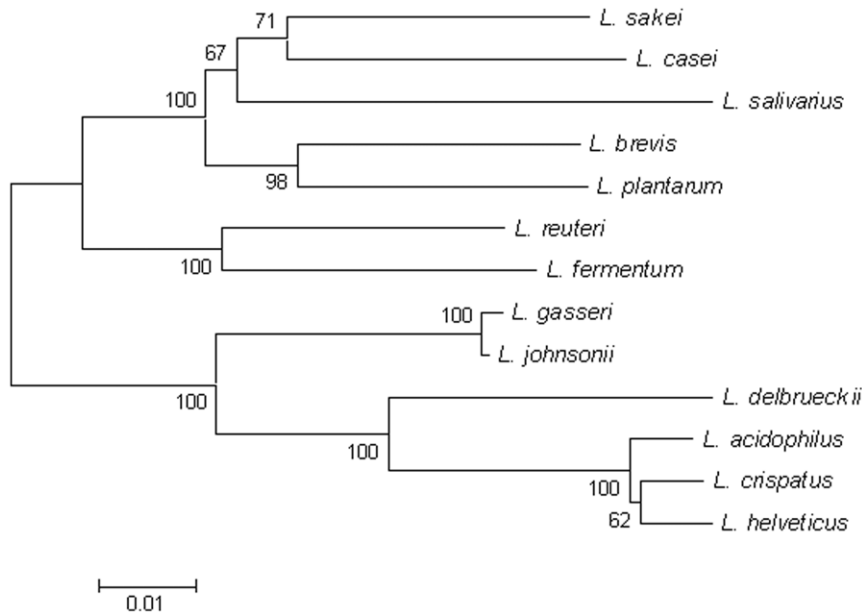 71
L. sakei
67
L. casei
100
L. salivarius
L. brevis
98
L. plantarum
L. reuteri
100
L. fermentum
100
L. gasseri
L. johnsonii
100
L. delbrueckii
100
L. acidophilus
100
L. crispatus
62
L. helveticus
0.01